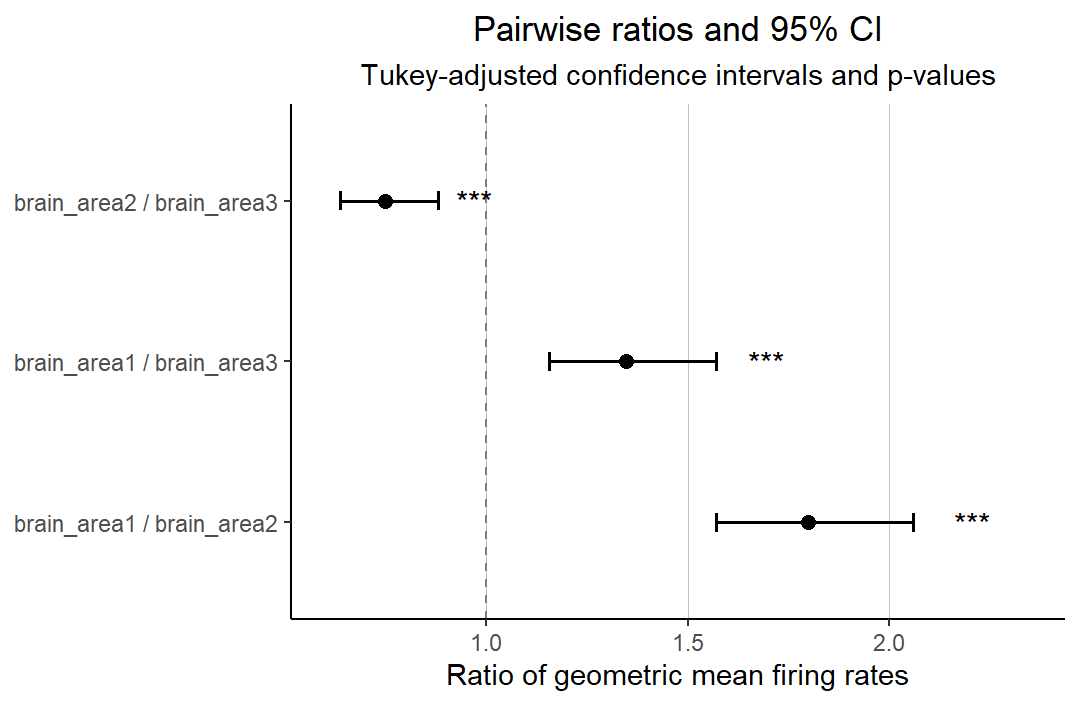 Pairwise ratios and 95% CI
Tukey-adjusted confidence intervals and p-values
brain_area2 / brain_area3
***
brain_area1 / brain_area3
***
brain_area1 / brain_area2
***
1.0 1.5 2.0
Ratio of geometric mean firing rates